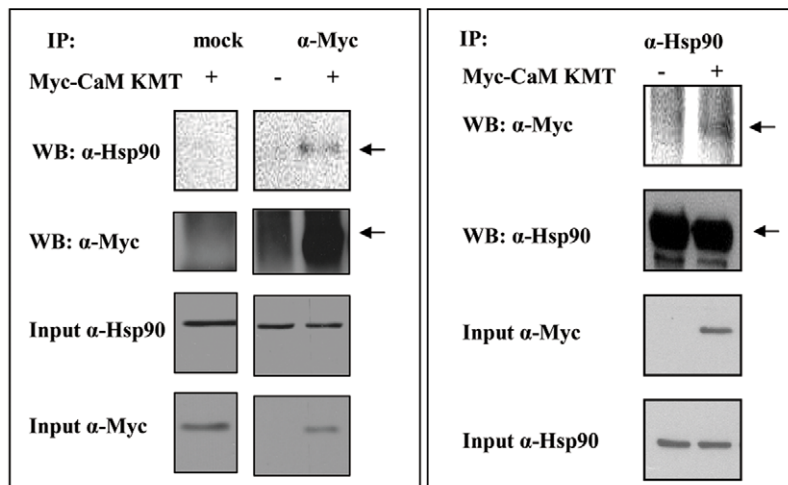 IP: mock α-Myc
Myc-CaM KMT + - +
WB: α-Hsp90
WB: α-Myc
Input α-Hsp90
Input α-Myc
IP: α-Hsp90
Myc-CaM KMT - +
WB: α-Myc
WB: α-Hsp90
Input α-Myc
Input α-Hsp90